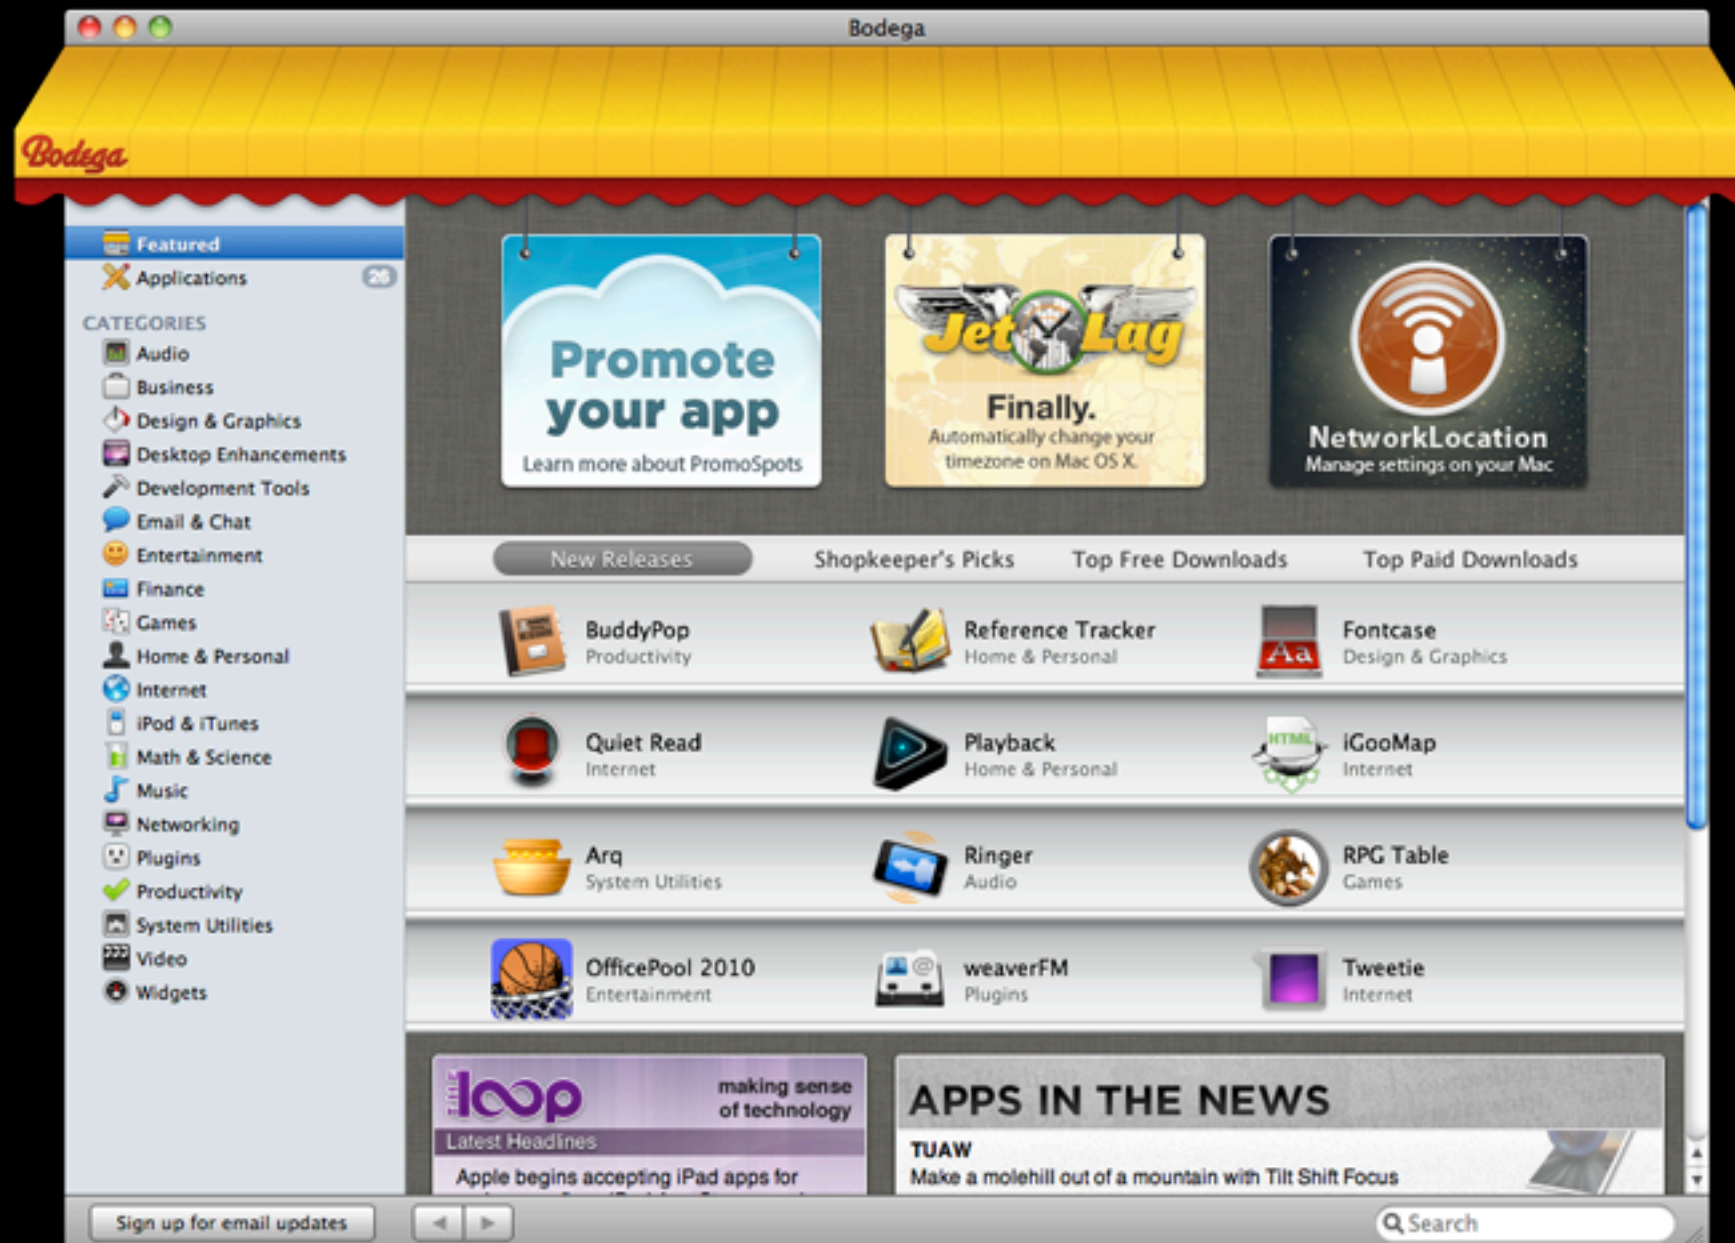 Bodega
Bodega
Featured
Applications 26
CATEGORIES
Audio
Business
Design & Graphics
Desktop Enhancements
Development Tools
Email & Chat
Entertainment
Finance
Games
Home & Personal
Internet
iPod & iTunes
Math & Science
Music
Networking
Plugins
Productivity
System Utilities
Video
Widgets
Promote
your app
Learn more about PromoSpots
Jet Lag
Finally.
Automatically change your
timezone on Mac OS X.
NetworkLocation
Manage settings on your Mac
New Releases Shopkeeper's Picks Top Free Downloads Top Paid Downloads
BuddyPop
Productivity
Reference Tracker
Home & Personal
Aa
Fontcase
Design & Graphics
Quiet Read
Internet
Playback
Home & Personal
HTML
iGooMap
Internet
Arq
System Utilities
Ringer
Audio
RPG Table
Games
OfficePool 2010
Entertainment
@
weaverFM
Plugins
Tweetie
Internet
THE loop
making sense
of technology
Latest Headlines
Apple begins accepting iPad apps for
APPS IN THE NEWS
TUAW
Make a molehill out of a mountain with Tilt Shift Focus
Sign up for email updates
Search